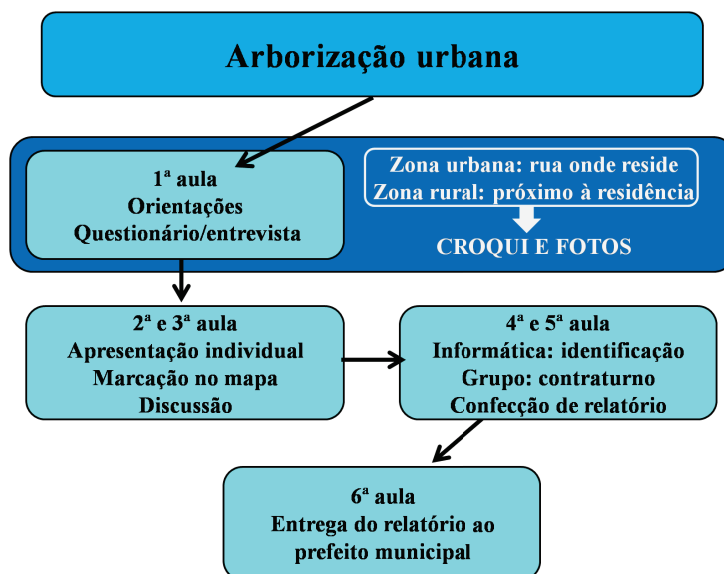 Arborização urbana
1ª aula
Orientações
Questionário/entrevista
Zona urbana: rua onde reside
Zona rural: próximo à residência
CROQUI E FOTOS
2ª e 3ª aula
Apresentação individual
Marcação no mapa
Discussão
4ª e 5ª aula
Informática: identificação
Grupo: contraturno
Confecção de relatório
6ª aula
Entrega do relatório ao
prefeito municipal